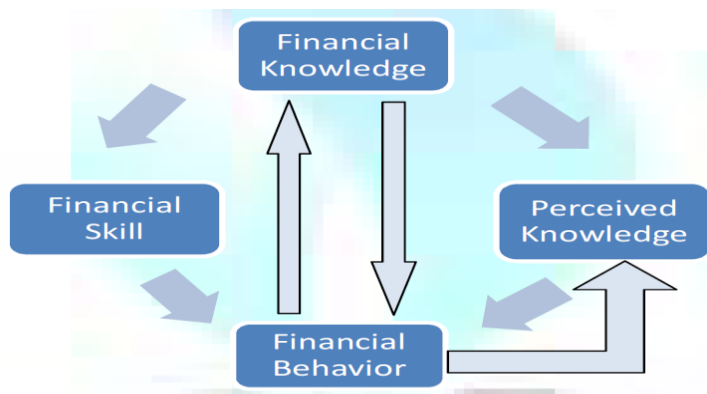 Financial
Knowledge
Financial
Skill
Perceived
Knowledge
Financial
Behavior